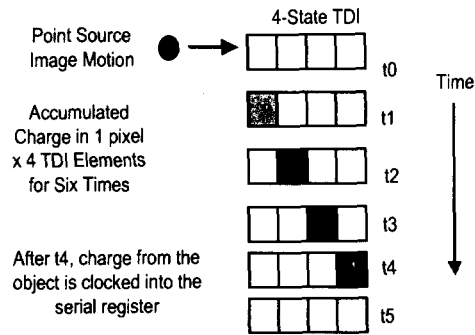 4-State TDI
Point Source
Image Motion
t0
Time
Accumulated
Charge in 1 pixel
x 4 TDI Elements
for Six Times
t1
t2
t3
After t4, charge from the
object is clocked into the
serial register
t4
t5